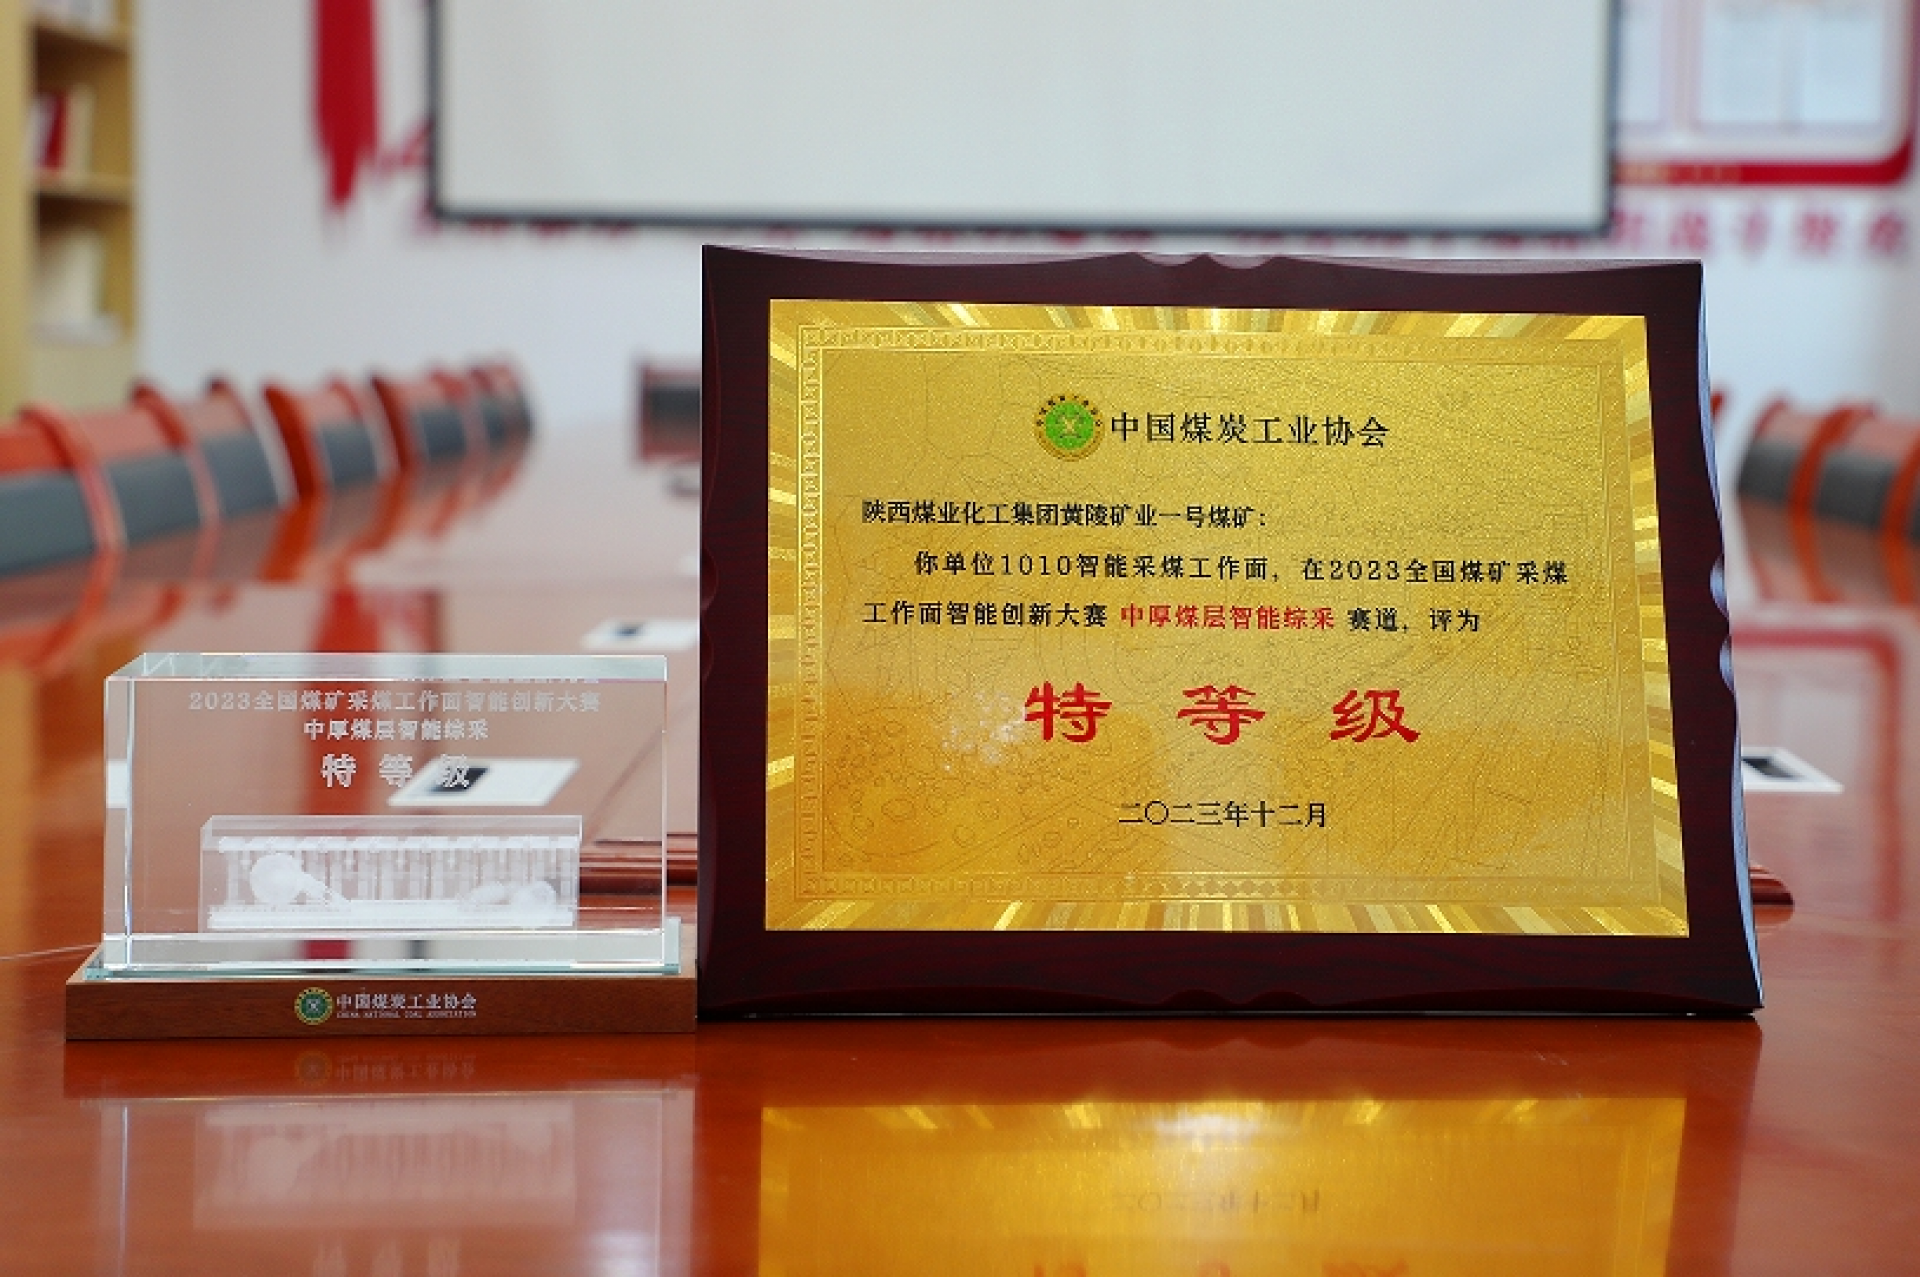 中国煤炭工业协会
陕西煤业化工集团黄陵矿业一号煤矿：
你单位1010智能采煤工作面，在2023全国煤矿采煤
工作面智能创新大赛 中厚煤层智能综采 赛道，评为
特等级
二〇二三年十二月
2023全国煤矿采煤工作面智能创新大赛
中厚煤层智能综采
特等级
中国煤炭工业协会
CHINA NATIONAL COAL ASSOCIATION